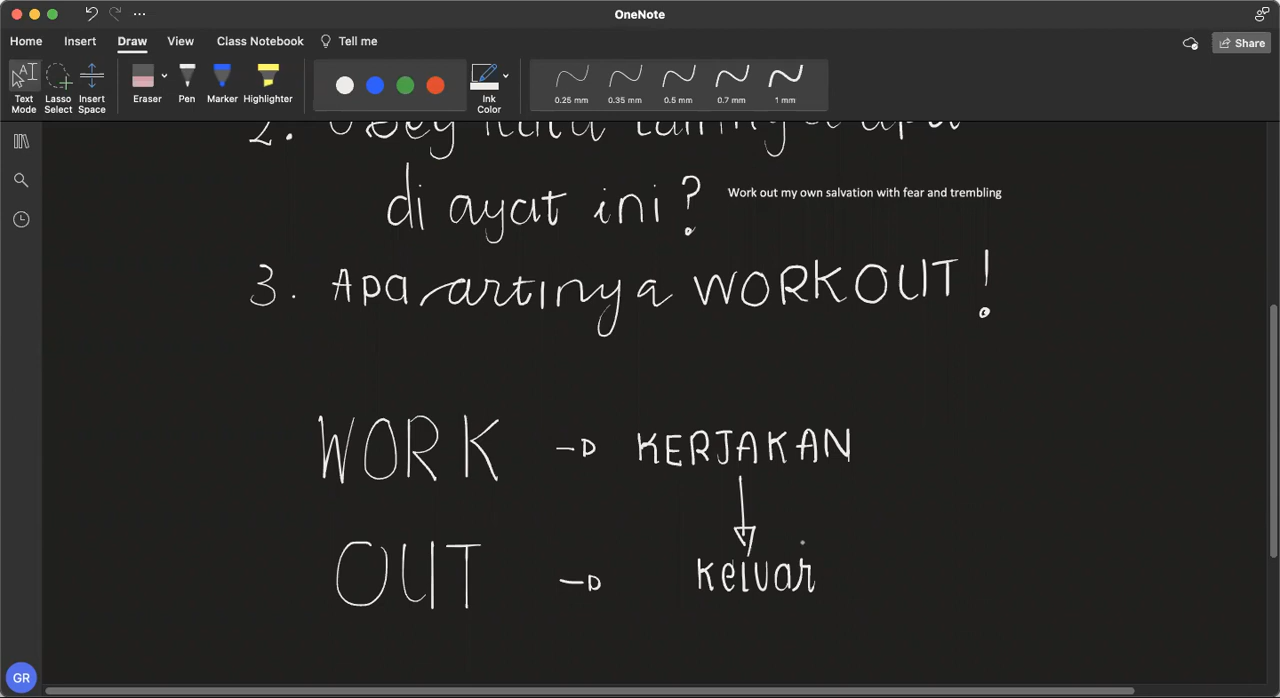 OneNote
Home Insert Draw View Class Notebook Tell me
Share
Text Mode
Lasso Select
Insert Space
Eraser
Pen
Marker
Highlighter
Ink Color
0.25 mm
0.35 mm
0.5 mm
0.7 mm
1 mm
2. Obey
di ayat ini?
Work out my own salvation with fear and trembling
3. Apa artinya WORKOUT!
WORK → KERJAKAN
OUT → Keluar
GR